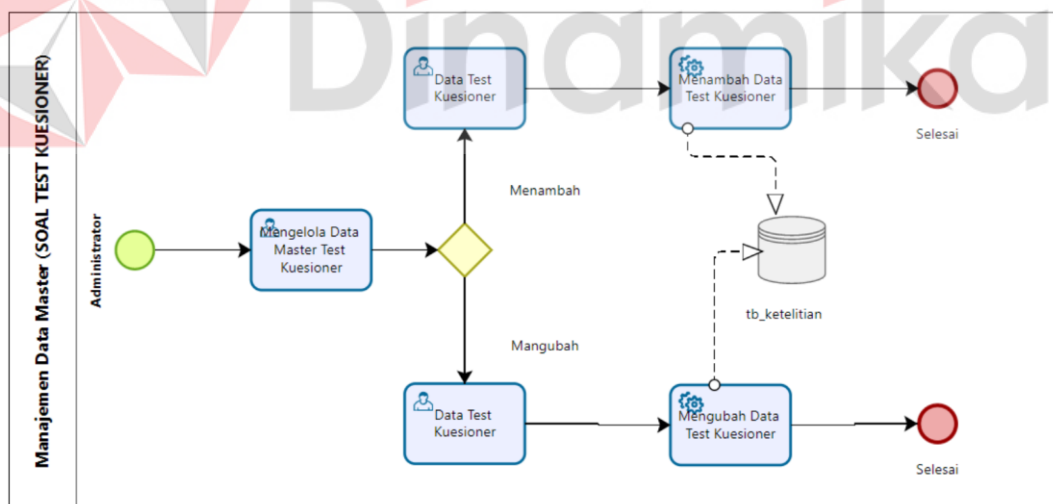 Dinamika
Manajemen Data Master (SOAL TEST KUESIONER)
Administrator
Data Test
Kuesioner
Menambah Data
Test Kuesioner
Selesai
Menambah
Mengelola Data
Master Test
Kuesioner
tb_ketelitian
Mangubah
Data Test
Kuesioner
Mengubah Data
Test Kuesioner
Selesai